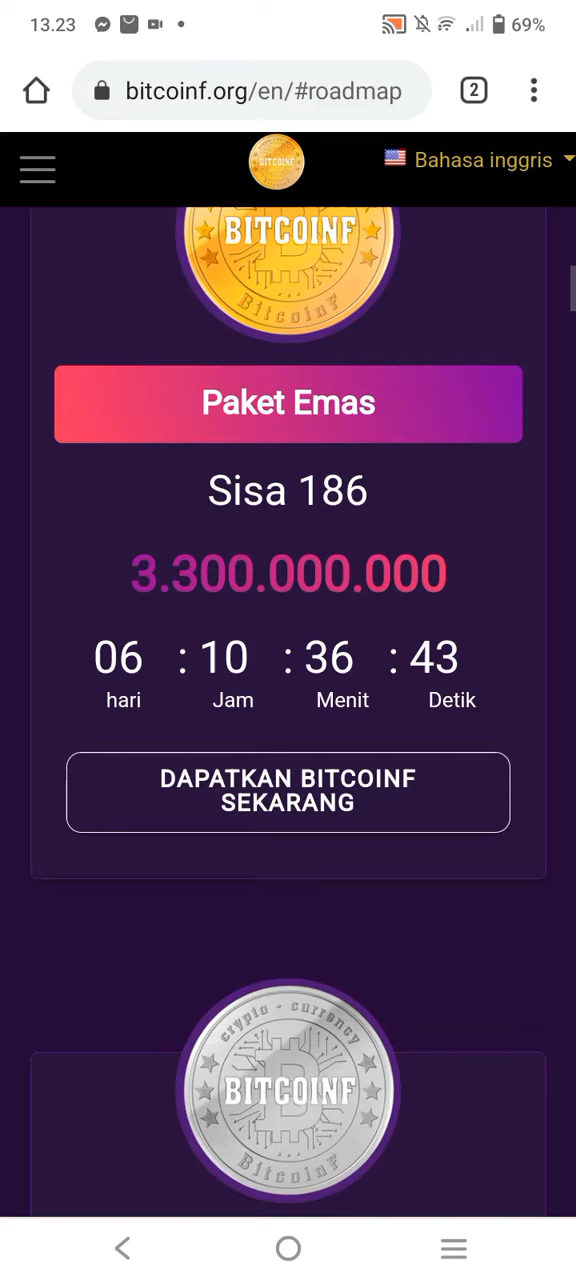 13.23
69%
bitcoinf.org/en/#roadmap
2
BITCOINF
Bahasa inggris
BITCOINF
BitcoinF
Paket Emas
Sisa 186
3.300.000.000
06 : 10 : 36 : 43
hari Jam Menit Detik
DAPATKAN BITCOINF
SEKARANG
crypto - currency
BITCOINF
BitcoinF